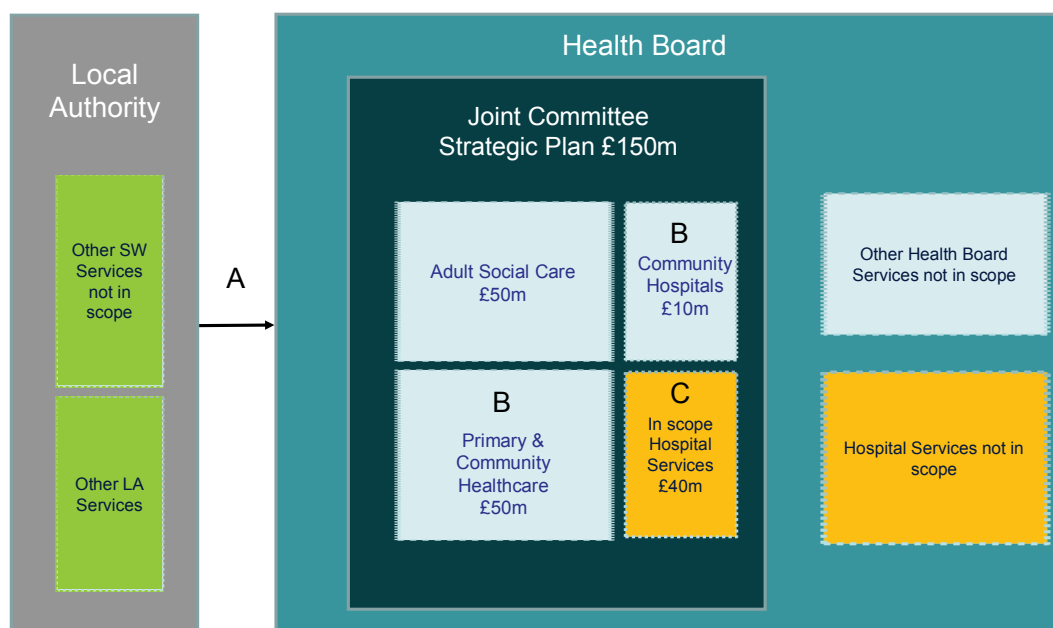 Local
Authority
Other SW
Services
not in
scope
Other LA
Services
A
Health Board
Joint Committee
Strategic Plan £150m
Adult Social Care
£50m
B
Community
Hospitals
£10m
B
Primary &
Community
Healthcare
£50m
C
In scope
Hospital
Services
£40m
Other Health Board
Services not in scope
Hospital Services not in
scope